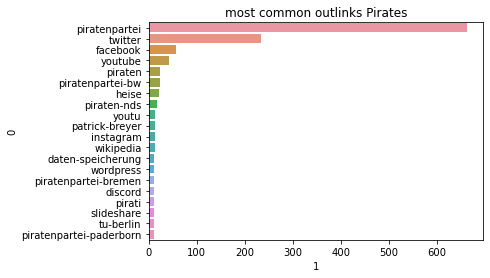 most common outlinks Pirates
piratenpartei
twitter
facebook
youtube
piraten
piratenpartei-bw
heise
piraten-nds
youtu
patrick-breyer
instagram
wikipedia
daten-speicherung
wordpress
piratenpartei-bremen
discord
pirati
slideshare
tu-berlin
piratenpartei-paderborn
0
0 100 200 300 400 500 600
1